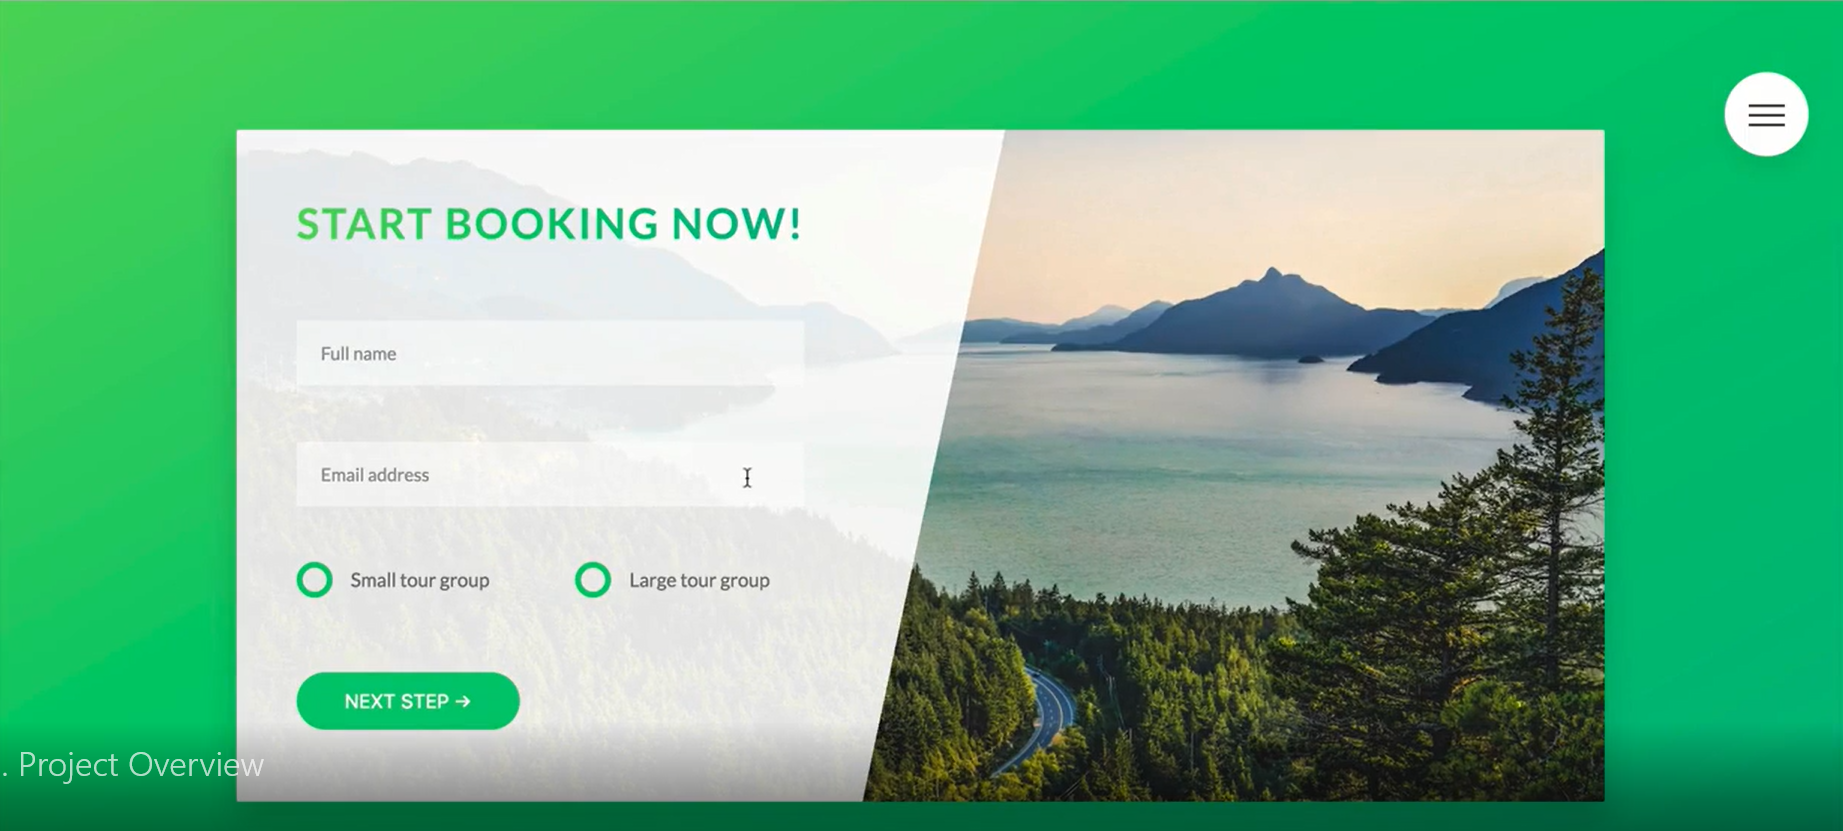 START BOOKING NOW!
Full name
Email address
Small tour group
Large tour group
NEXT STEP →
. Project Overview